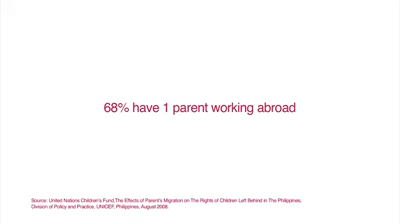 68% have 1 parent working abroad
Source: United Nations Children's Fund,The Effects of Parent's Migration on The Rights of Children Left Behind in The Philippines,
Division of Policy and Practice, UNICEF, Philippines, August 2008.